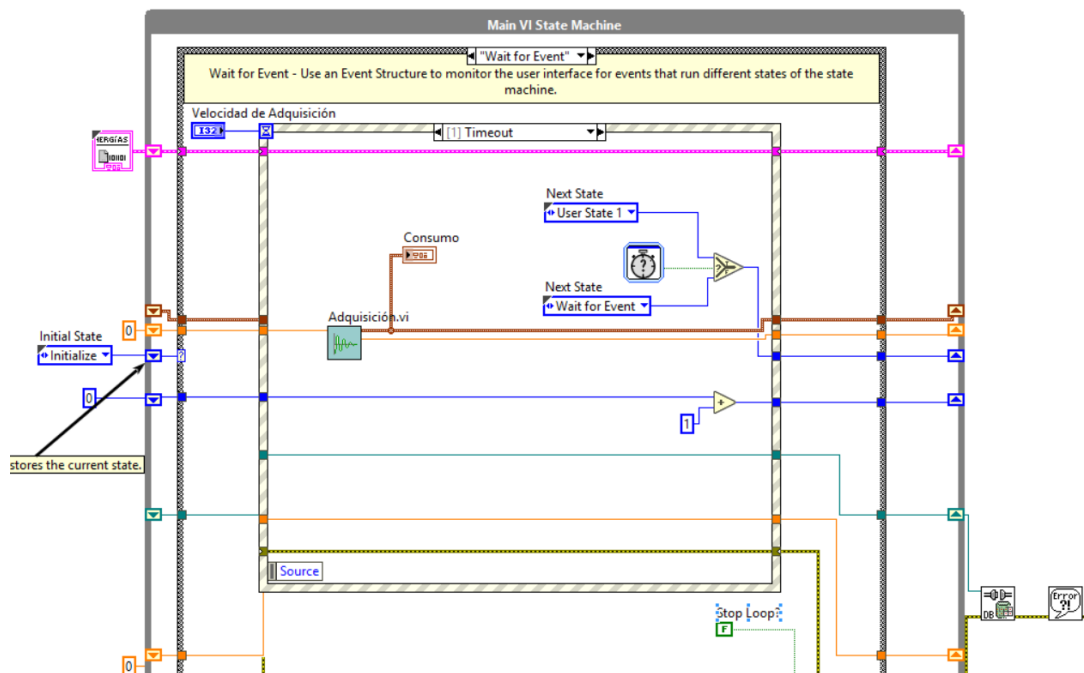 Main VI State Machine
"Wait for Event"
Wait for Event - Use an Event Structure to monitor the user interface for events that run different states of the state
machine.
Velocidad de Adquisición
I32
[1] Timeout
Next State
User State 1
Consumo
?
Next State
Wait for Event
Adquisición.vi
0
Initial State
Initialize
?
0
+
1
stores the current state.
Source
Stop Loop?
F
DB
Error
?!
0